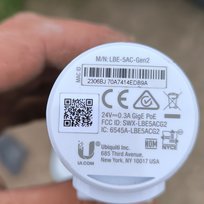 M/N: LBE-5AC-Gen2
MAC ID
2306BJ 70A7414EDB9A
24V⎓0.3A GigE PoE
FCC ID: SWX-LBE5ACG2
IC: 6545A-LBE5ACG2
Ubiquiti Inc.
685 Third Avenue,
New York, NY 10017 USA
UI.COM